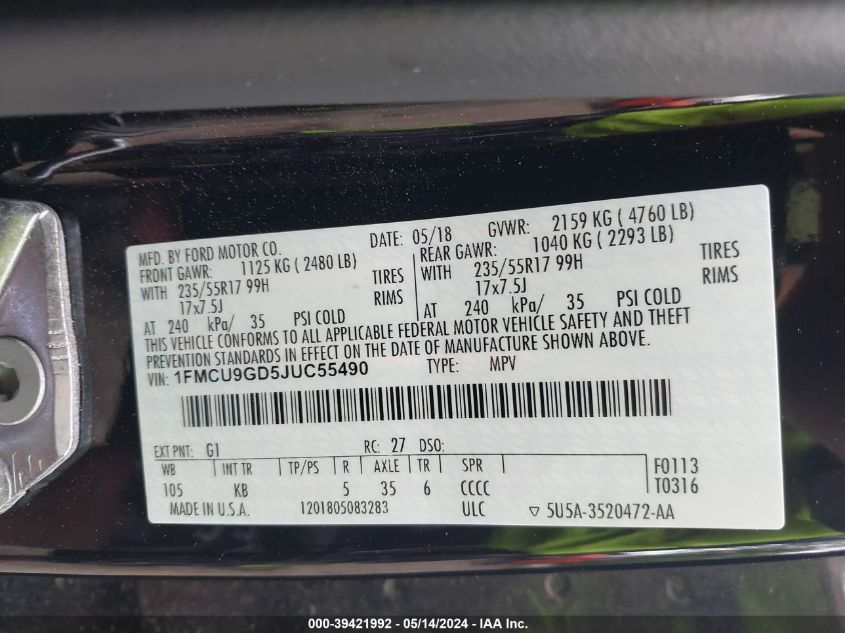 MFD. BY FORD MOTOR CO. DATE: 05/18 GVWR: 2159 KG ( 4760 LB)
FRONT GAWR: 1125 KG ( 2480 LB) REAR GAWR: 1040 KG ( 2293 LB)
WITH 235/55R17 99H TIRES WITH 235/55R17 99H TIRES
17x7.5J RIMS 17x7.5J RIMS
AT 240 kPa/ 35 PSI COLD AT 240 kPa/ 35 PSI COLD
THIS VEHICLE CONFORMS TO ALL APPLICABLE FEDERAL MOTOR VEHICLE SAFETY AND THEFT
PREVENTION STANDARDS IN EFFECT ON THE DATE OF MANUFACTURE SHOWN ABOVE.
VIN: 1FMCU9GD5JUC55490 TYPE: MPV
EXT PNT: G1 RC: 27 DSO:
WB INT TR TP/PS R AXLE TR SPR F0113
105 KB 5 35 6 CCCC T0316
MADE IN U.S.A. 1201805083283 ULC ▽ 5U5A-3520472-AA
000-39421992 - 05/14/2024 - IAA Inc.